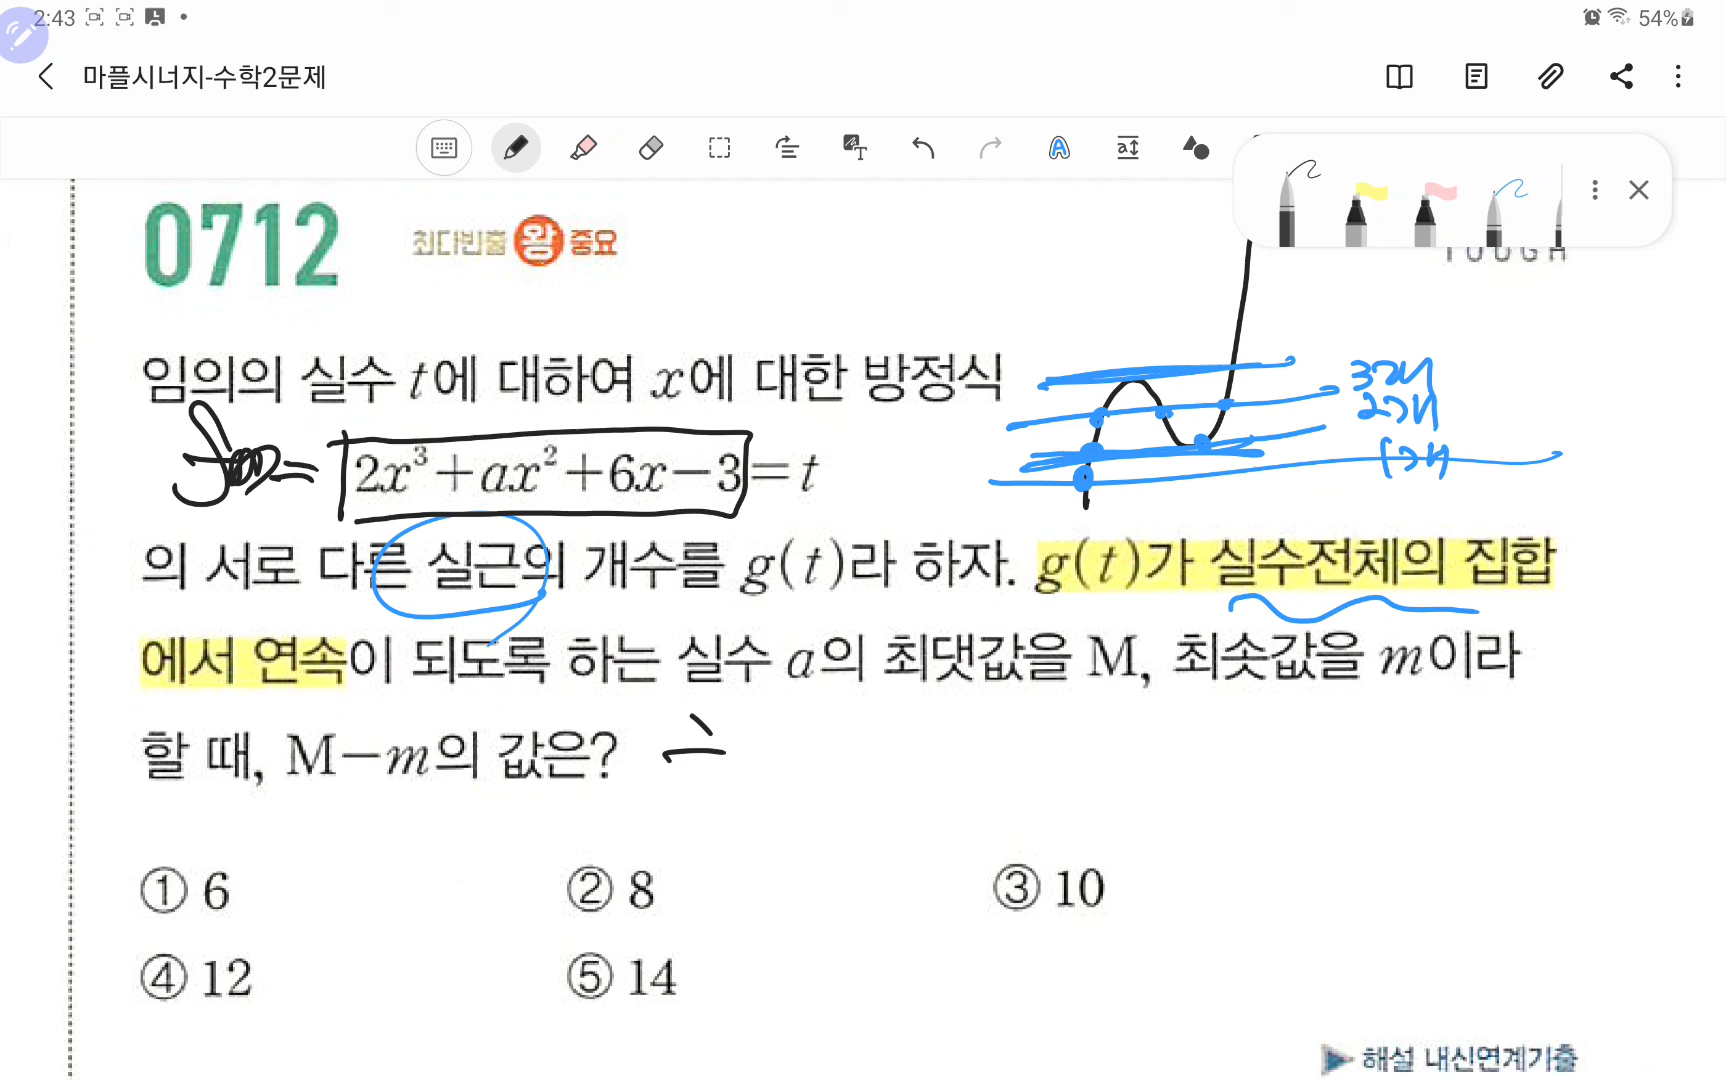 2:43
54%
마플시너지-수학2문제
0712 최다빈출 왕 중요
TOUGH
임의의 실수 t에 대하여 x에 대한 방정식
3개
2개
1개
2x³+ax²+6x-3=t
의 서로 다른 실근의 개수를 g(t)라 하자. g(t)가 실수전체의 집합
에서 연속이 되도록 하는 실수 a의 최댓값을 M, 최솟값을 m이라
할 때, M-m의 값은?
① 6 ② 8 ③ 10
④ 12 ⑤ 14
▶ 해설 내신연계기출